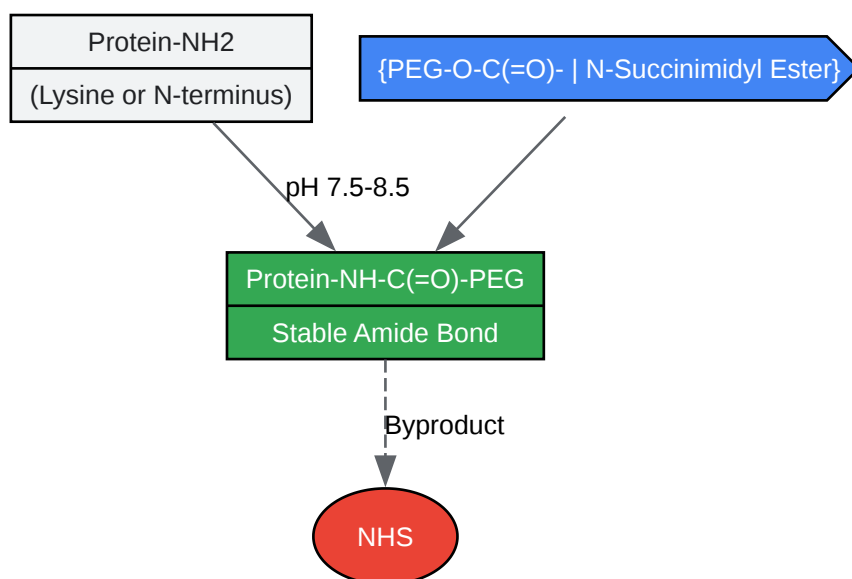 Protein-NH2
(Lysine or N-terminus)
{PEG-O-C(=O)- | N-Succinimidyl Ester}
pH 7.5-8.5
Protein-NH-C(=O)-PEG
Stable Amide Bond
Byproduct
NHS